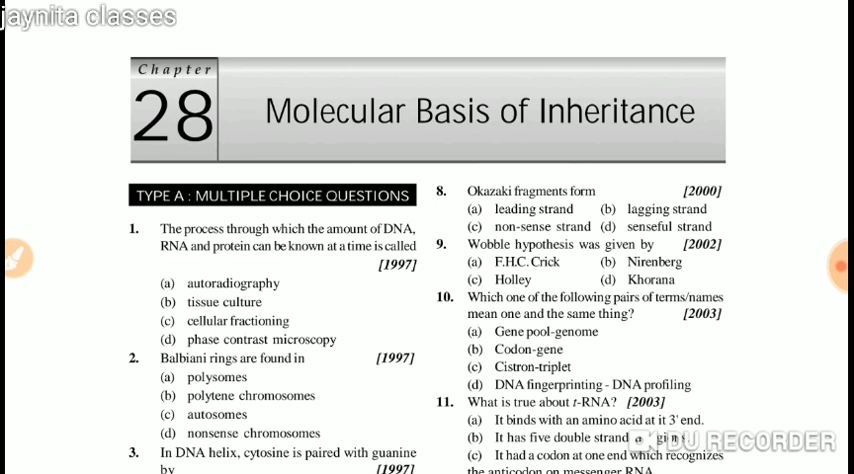 jaynita classes
Chapter
28
Molecular Basis of Inheritance
TYPE A : MULTIPLE CHOICE QUESTIONS
1. The process through which the amount of DNA,
RNA and protein can be known at a time is called
[1997]
(a) autoradiography
(b) tissue culture
(c) cellular fractioning
(d) phase contrast microscopy
2. Balbiani rings are found in [1997]
(a) polysomes
(b) polytene chromosomes
(c) autosomes
(d) nonsense chromosomes
3. In DNA helix, cytosine is paired with guanine
by [1997]
8. Okazaki fragments form [2000]
(a) leading strand (b) lagging strand
(c) non-sense strand (d) senseful strand
9. Wobble hypothesis was given by [2002]
(a) F.H.C. Crick (b) Nirenberg
(c) Holley (d) Khorana
10. Which one of the following pairs of terms/names
mean one and the same thing? [2003]
(a) Gene pool-genome
(b) Codon-gene
(c) Cistron-triplet
(d) DNA fingerprinting - DNA profiling
11. What is true about t-RNA? [2003]
(a) It binds with an amino acid at it 3' end.
(b) It has five double strand
(c) It had a codon at one end which recognizes
the anticodon on messenger RNA
DU RECORDER